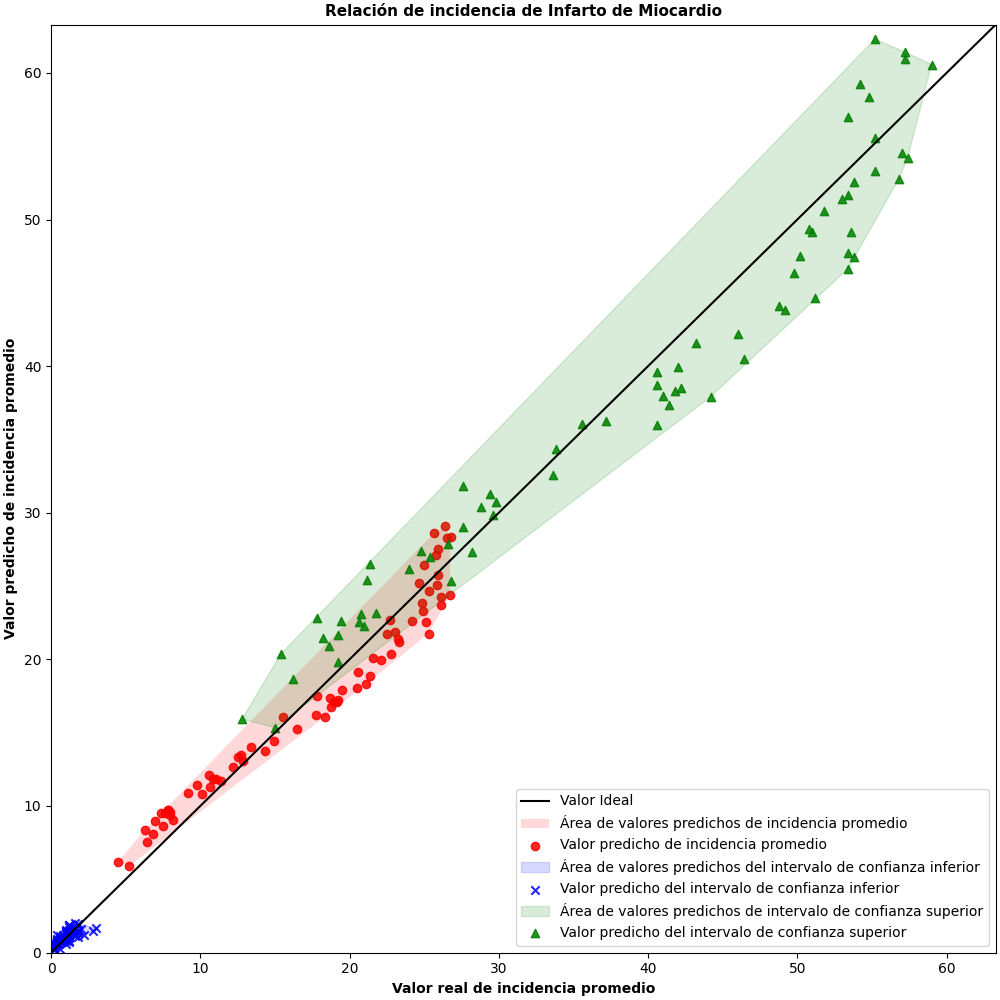 Relación de incidencia de Infarto de Miocardio
Valor predicho de incidencia promedio
60
50
40
30
20
10
0
0 10 20 30 40 50 60
Valor real de incidencia promedio
Valor Ideal
Área de valores predichos de incidencia promedio
Valor predicho de incidencia promedio
Área de valores predichos del intervalo de confianza inferior
Valor predicho del intervalo de confianza inferior
Área de valores predichos de intervalo de confianza superior
Valor predicho del intervalo de confianza superior